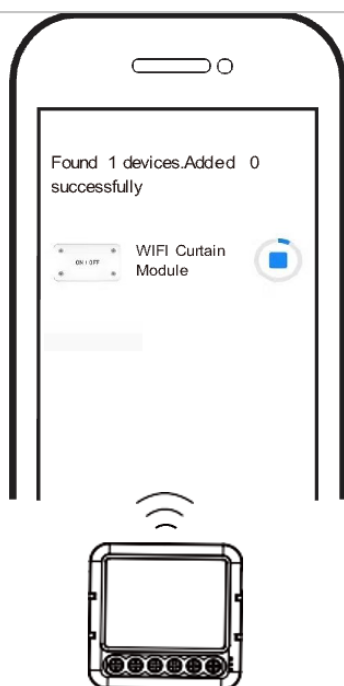 Found 1 devices.Added 0
successfully
ON / OFF
WIFI Curtain
Module